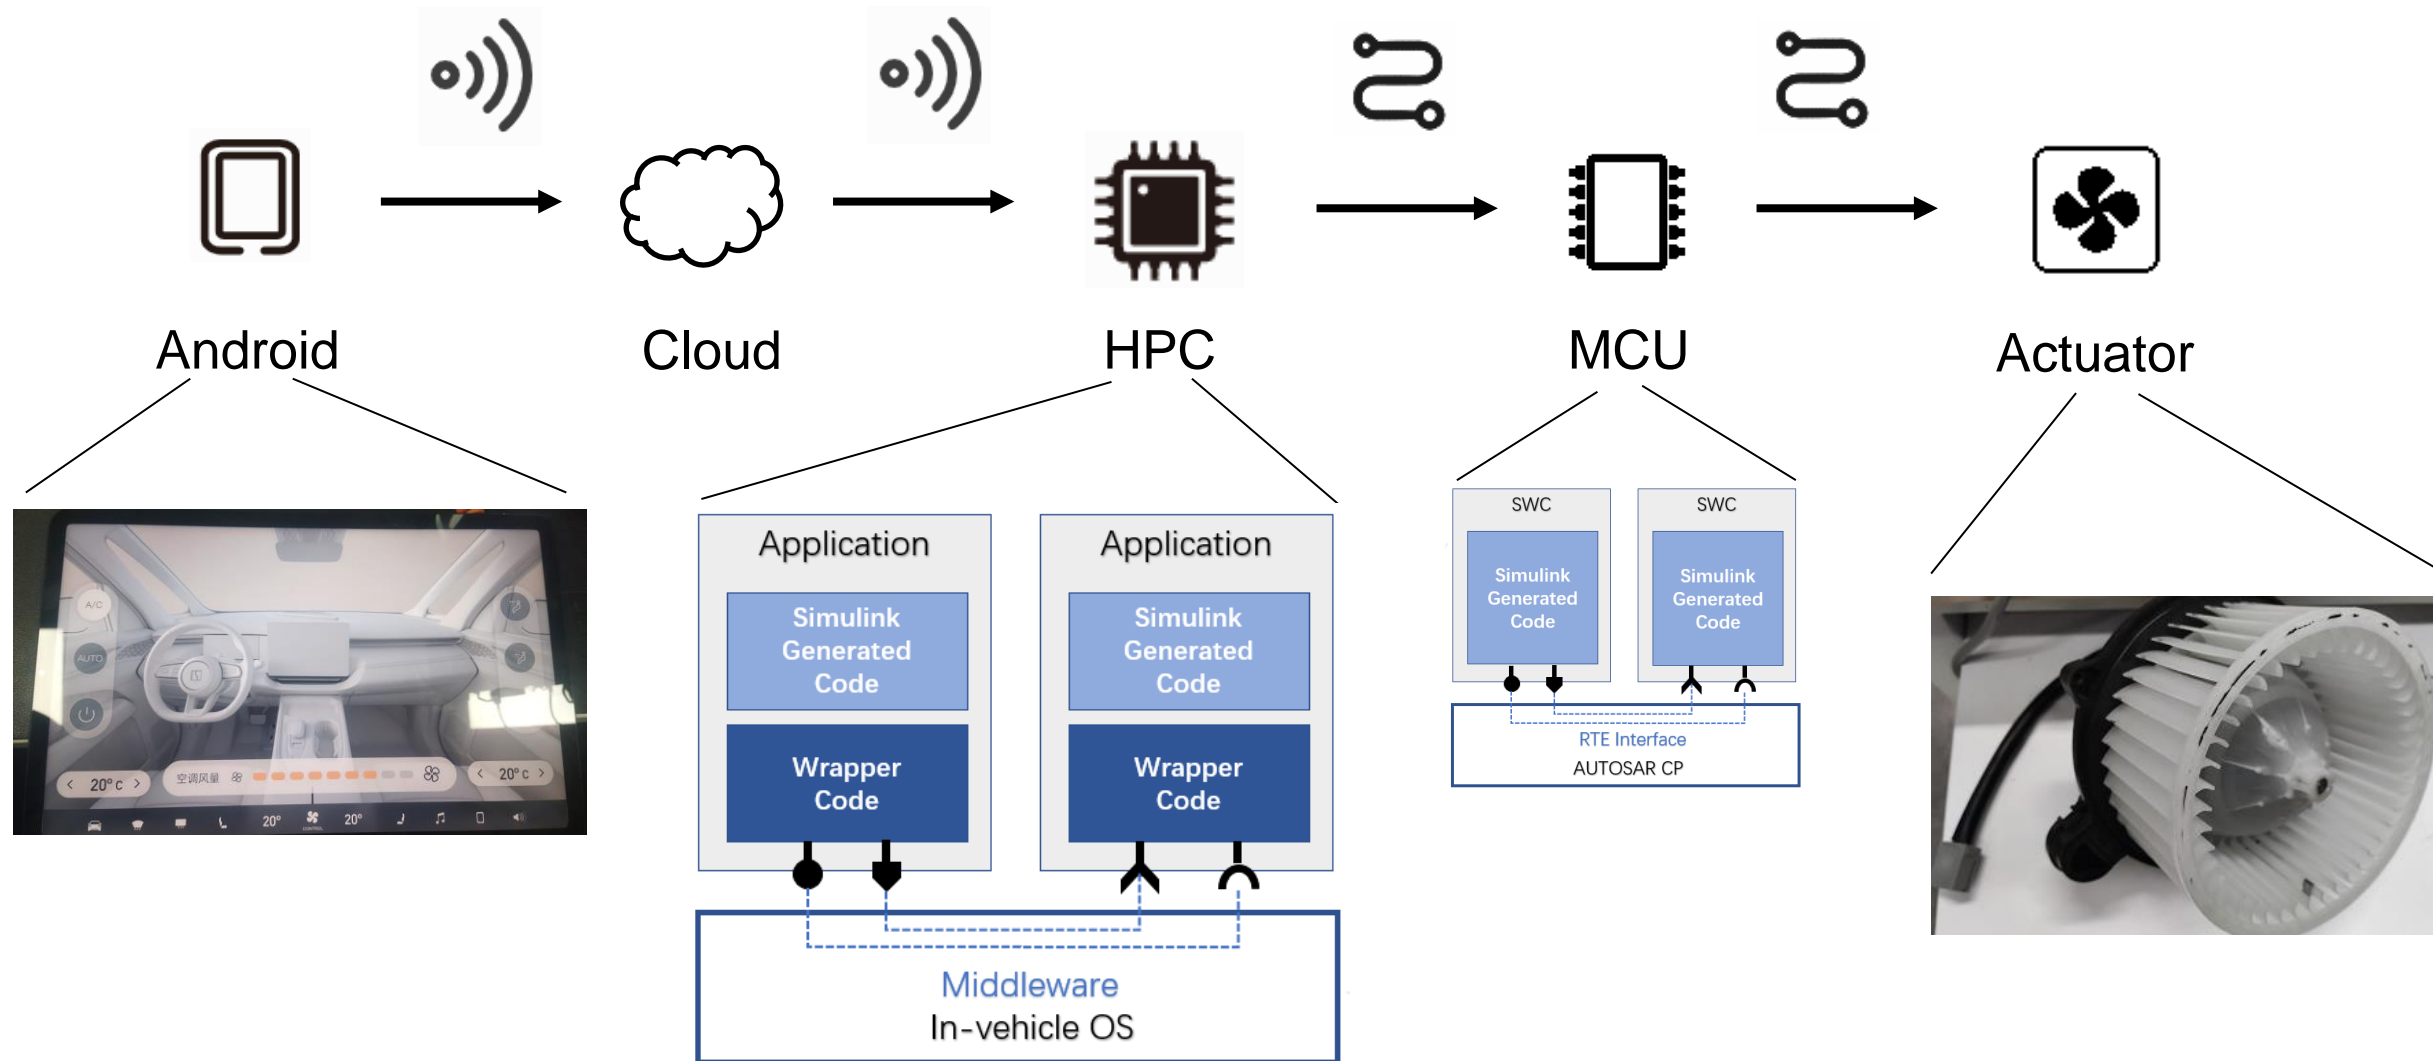 Android
Cloud
HPC
MCU
Actuator
A/C
AUTO
< 20°c >
空调风量
< 20°c >
20°
CONTROL
20°
Application
Simulink
Generated
Code
Wrapper
Code
Application
Simulink
Generated
Code
Wrapper
Code
Middleware
In-vehicle OS
SWC
Simulink
Generated
Code
SWC
Simulink
Generated
Code
RTE Interface
AUTOSAR CP